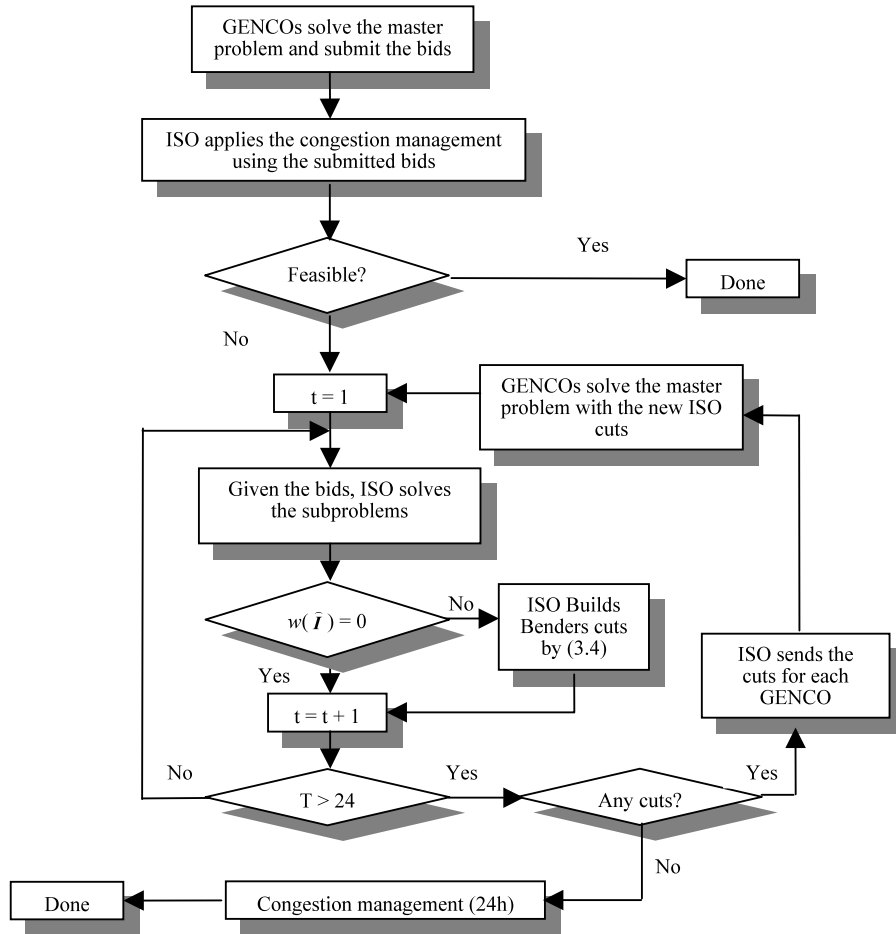 GENCOs solve the master
problem and submit the bids
ISO applies the congestion management
using the submitted bids
Feasible?
Yes
Done
No
t = 1
GENCOs solve the master
problem with the new ISO
cuts
Given the bids, ISO solves
the subproblems
w( Î ) = 0
No
ISO Builds
Benders cuts
by (3.4)
ISO sends the
cuts for each
GENCO
Yes
t = t + 1
No
T > 24
Yes
Any cuts?
Yes
No
Congestion management (24h)
Done